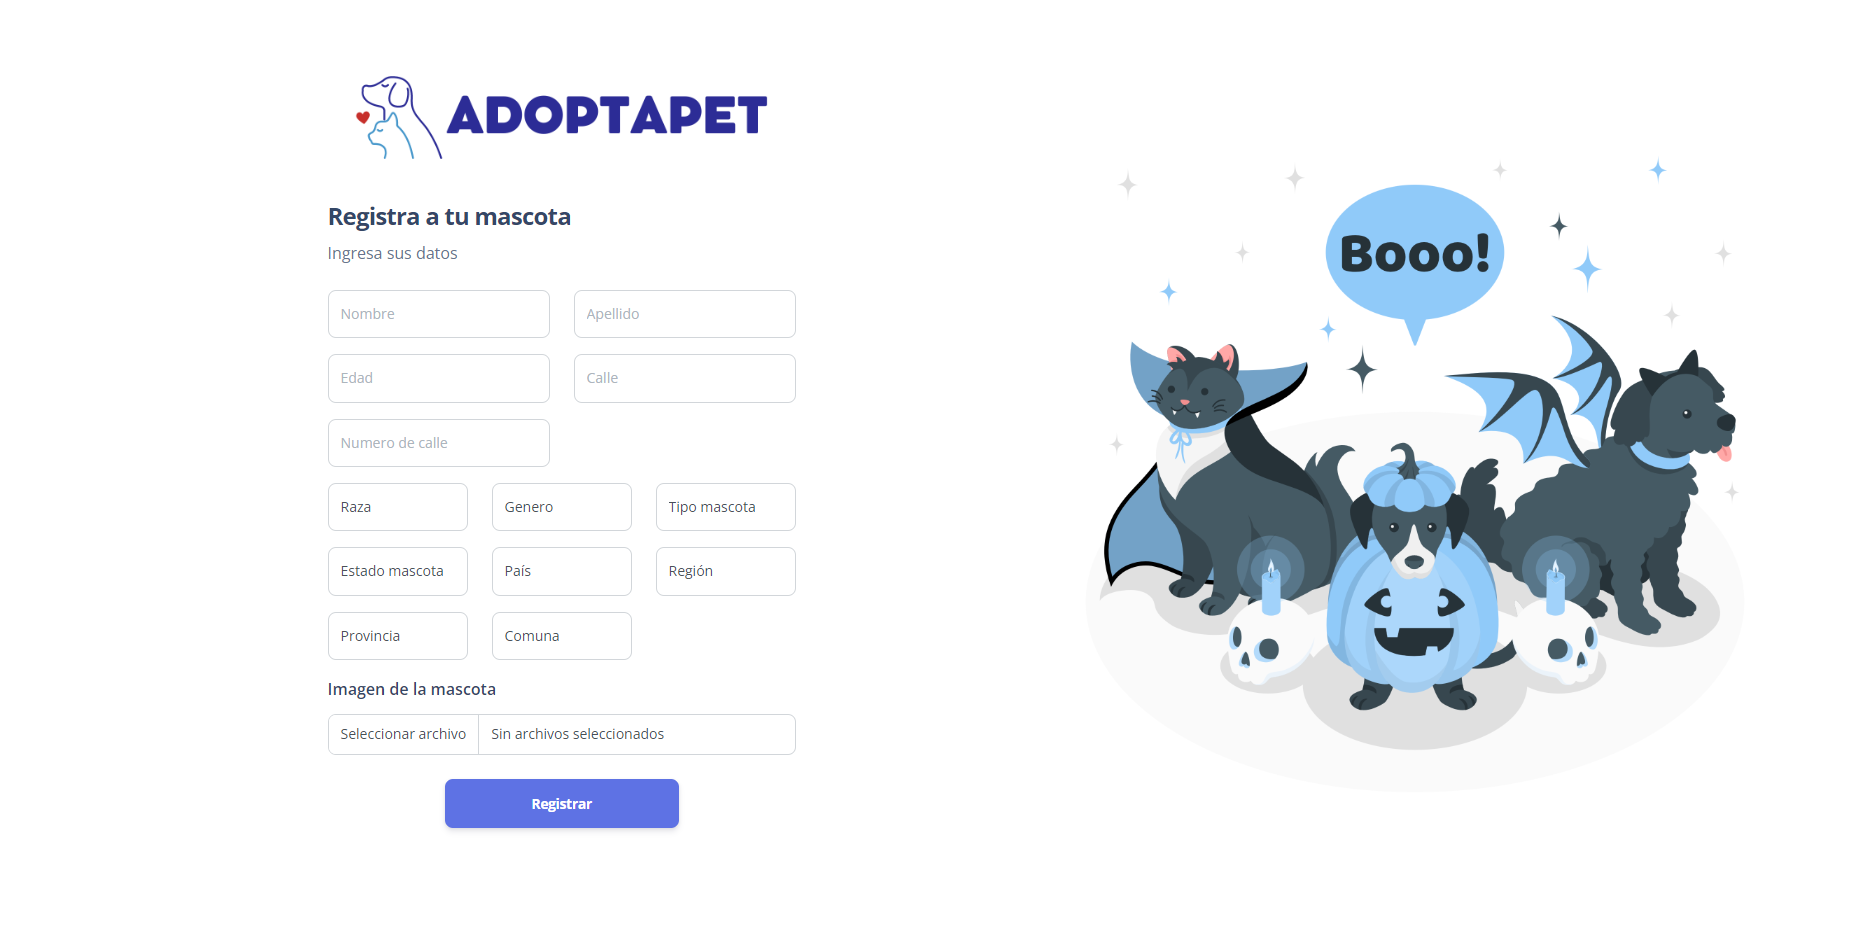 ADOPTAPET
Registra a tu mascota
Ingresa sus datos
Nombre
Apellido
Edad
Calle
Numero de calle
Raza
Genero
Tipo mascota
Estado mascota
País
Región
Provincia
Comuna
Imagen de la mascota
Seleccionar archivo
Sin archivos seleccionados
Registrar
Booo!